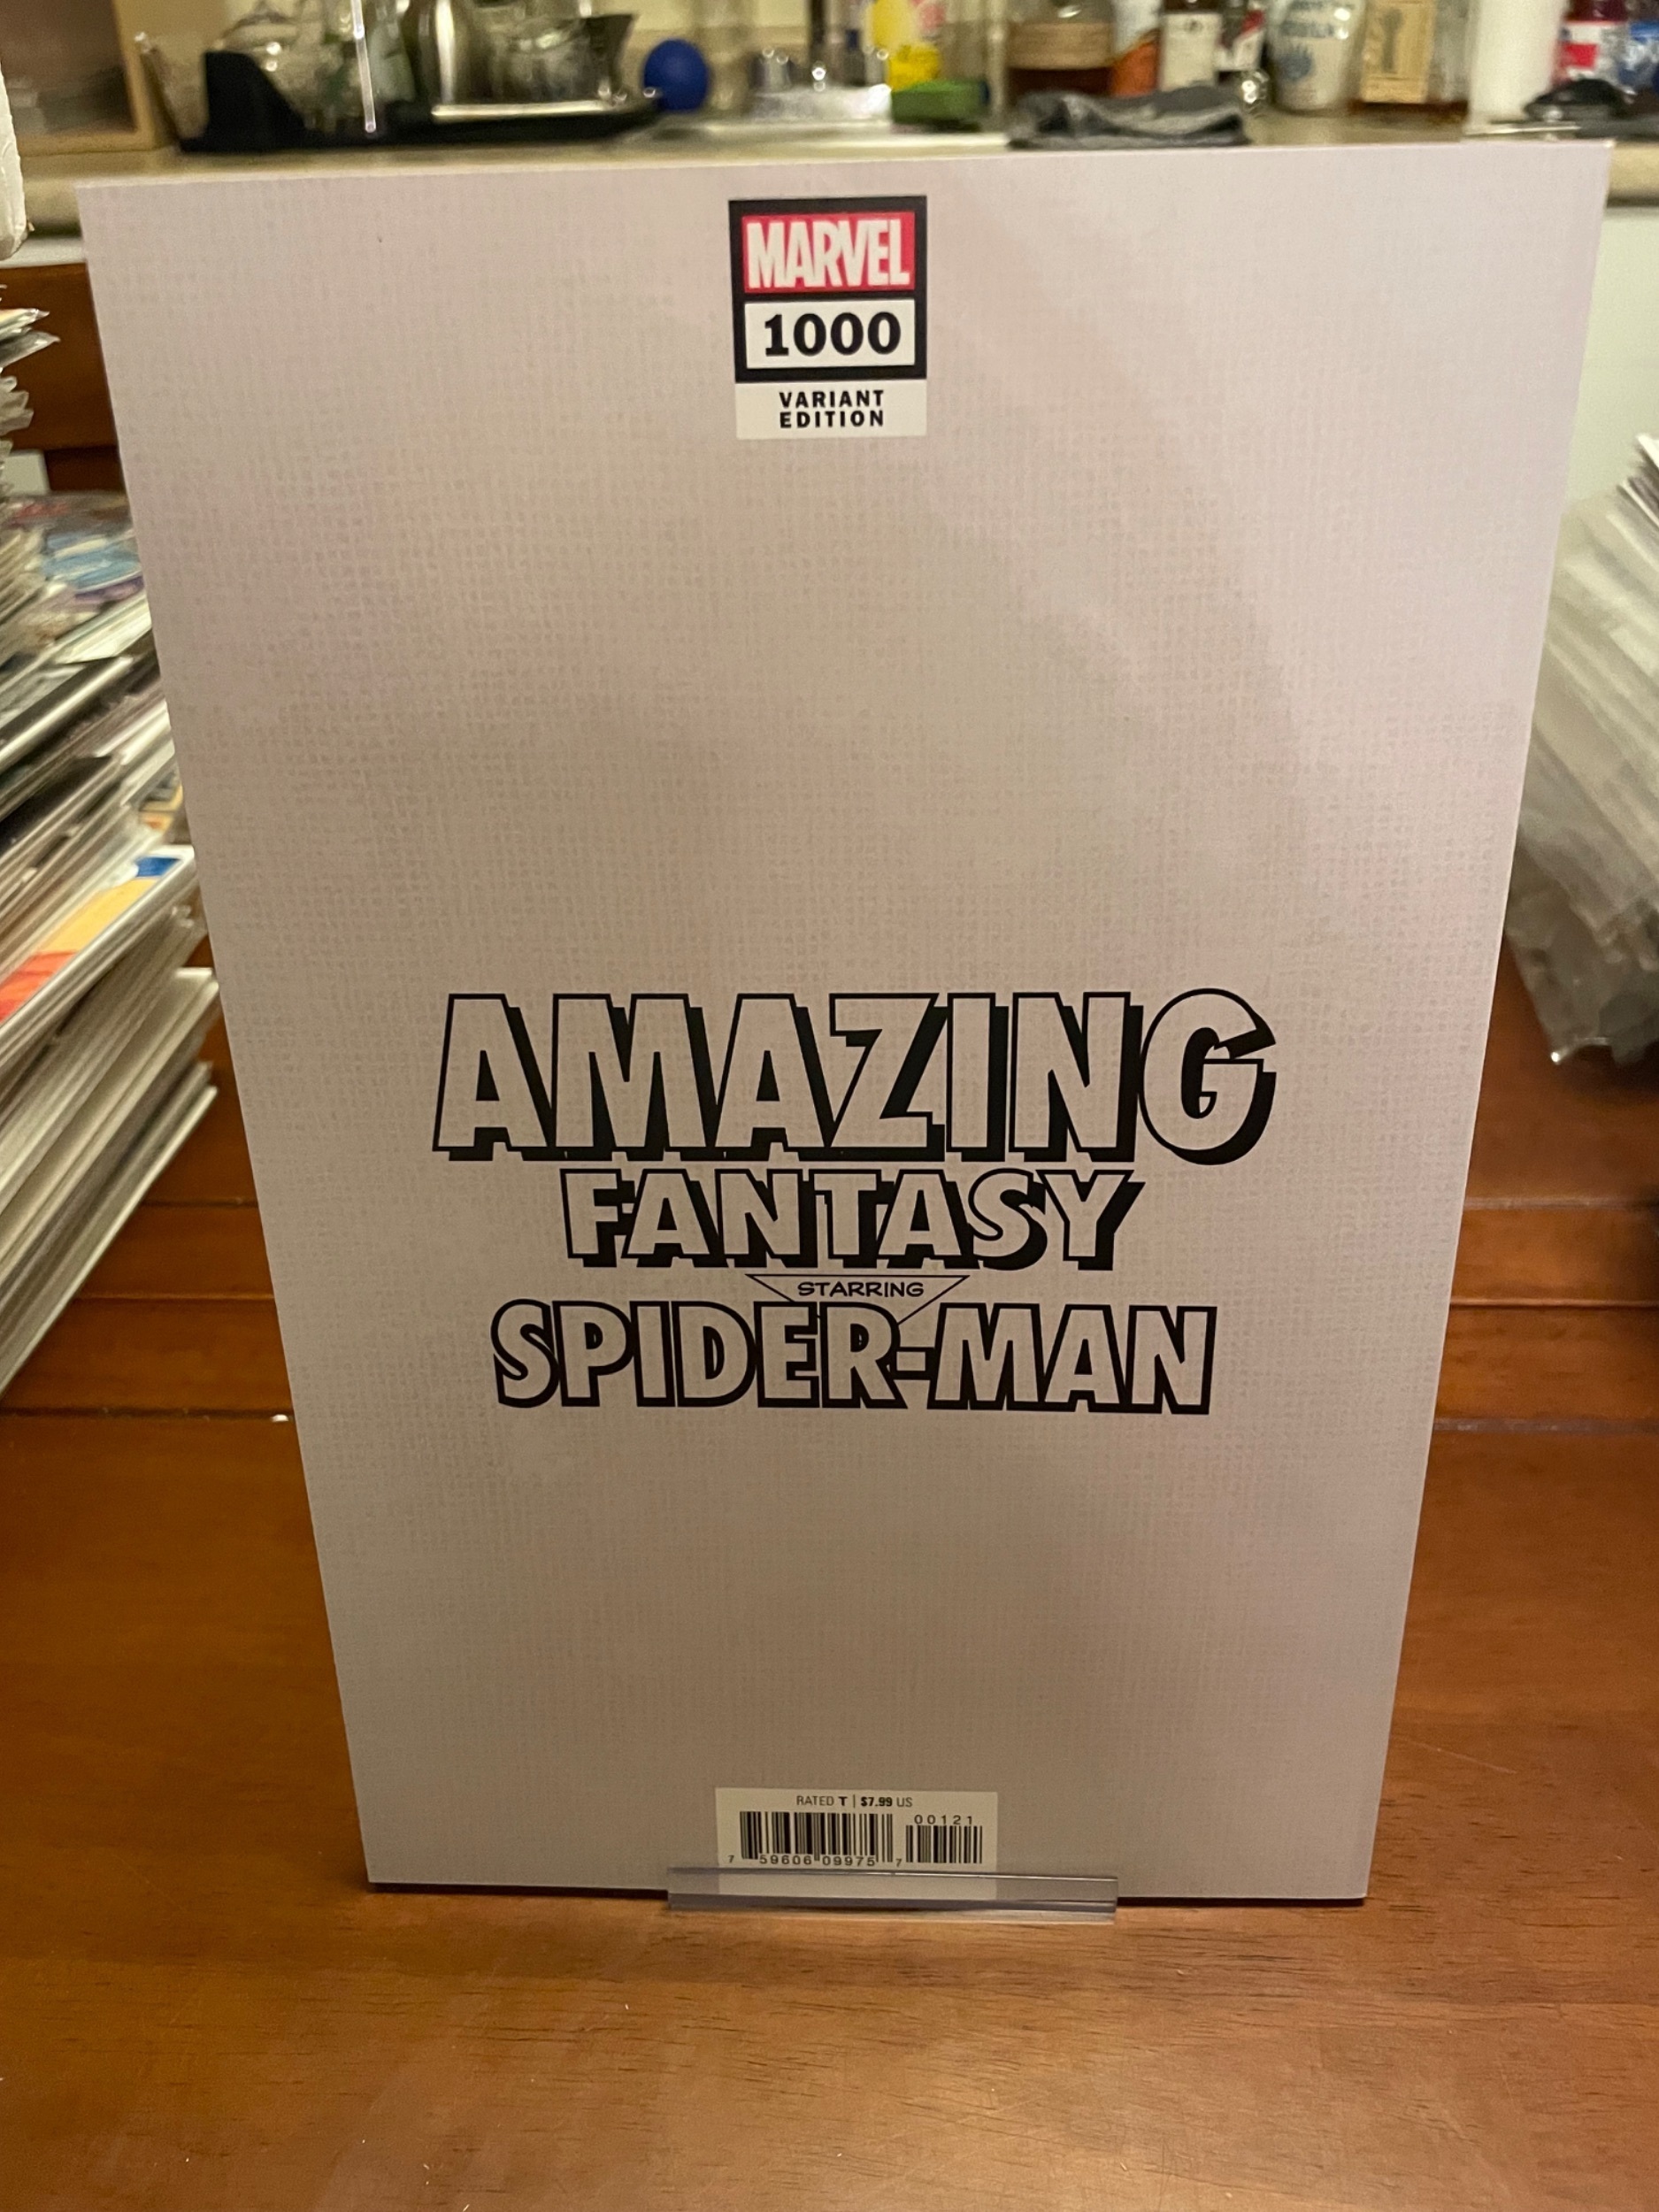 MARVEL
1000
VARIANT
EDITION
AMAZING
FANTASY
STARRING
SPIDER-MAN
RATED T | $7.99 US
00121
7 59606 09975 7